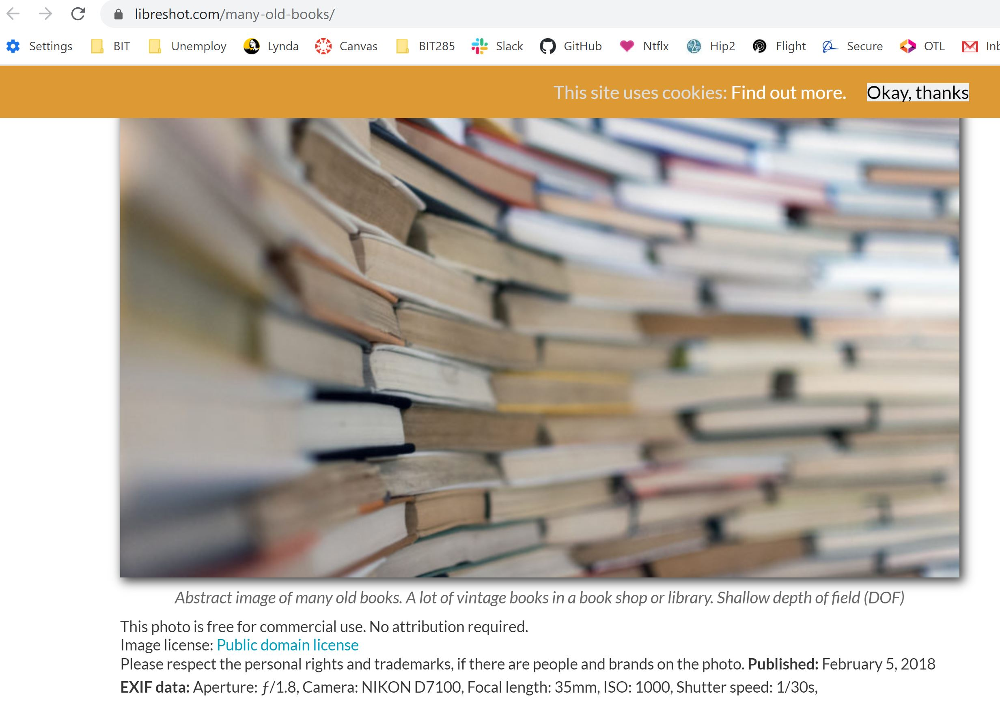 libreshot.com/many-old-books/
Settings BIT Unemploy Lynda Canvas BIT285 Slack GitHub Ntflx Hip2 Flight Secure OTL Inb
This site uses cookies: Find out more. Okay, thanks
Abstract image of many old books. A lot of vintage books in a book shop or library. Shallow depth of field (DOF)
This photo is free for commercial use. No attribution required.
Image license: Public domain license
Please respect the personal rights and trademarks, if there are people and brands on the photo. Published: February 5, 2018
EXIF data: Aperture: ƒ/1.8, Camera: NIKON D7100, Focal length: 35mm, ISO: 1000, Shutter speed: 1/30s,